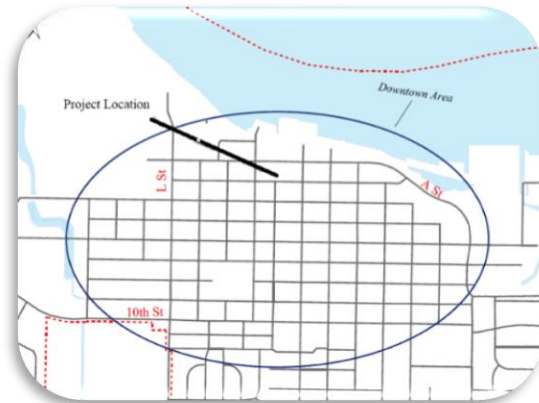 Downtown Area
Project Location
L St
A St
10th St